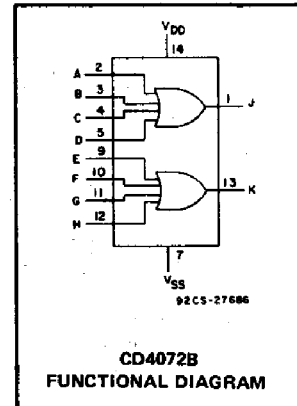 VDD
14
A 2
B 3
C 4
D 5
1 J
E 9
F 10
G 11
H 12
13 K
7
VSS
92CS-27686
CD4072B
FUNCTIONAL DIAGRAM